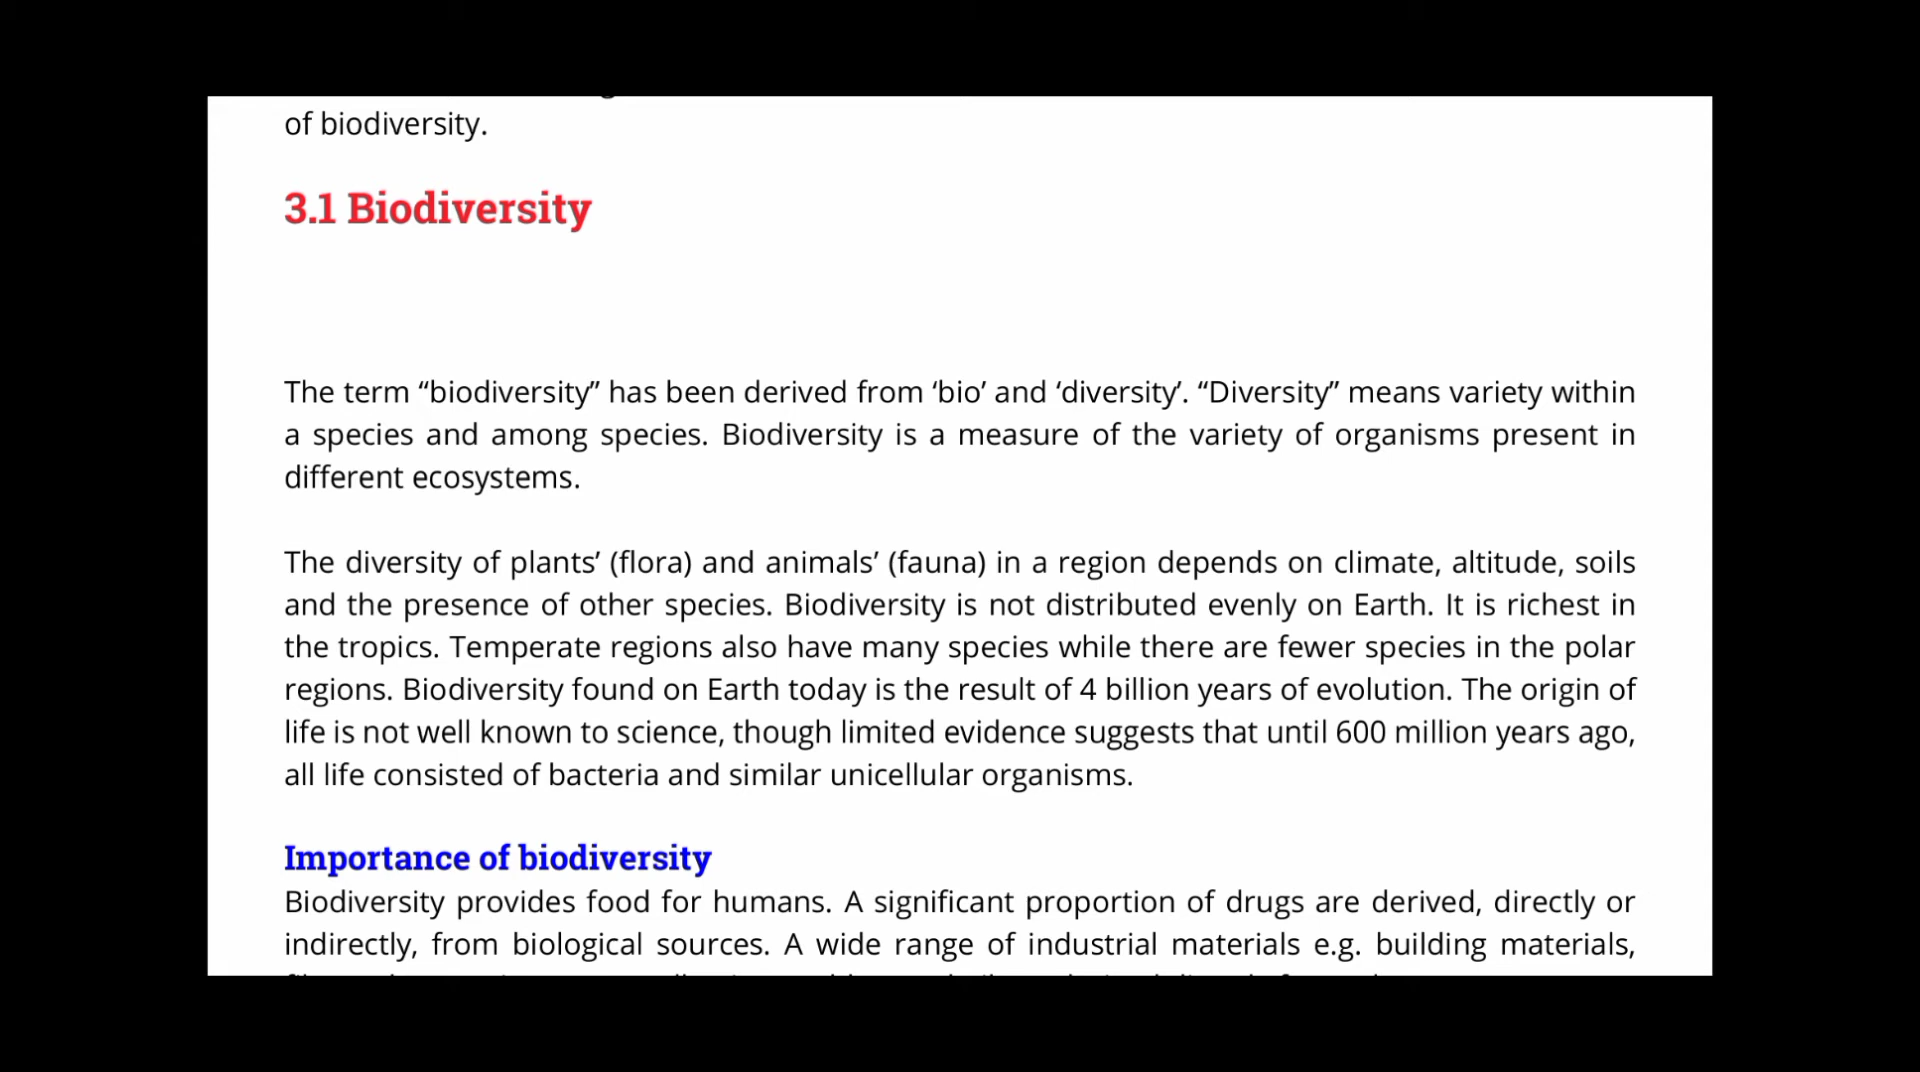 of biodiversity.
3.1 Biodiversity
The term “biodiversity” has been derived from ‘bio’ and ‘diversity’. “Diversity” means variety within
a species and among species. Biodiversity is a measure of the variety of organisms present in
different ecosystems.
The diversity of plants’ (flora) and animals’ (fauna) in a region depends on climate, altitude, soils
and the presence of other species. Biodiversity is not distributed evenly on Earth. It is richest in
the tropics. Temperate regions also have many species while there are fewer species in the polar
regions. Biodiversity found on Earth today is the result of 4 billion years of evolution. The origin of
life is not well known to science, though limited evidence suggests that until 600 million years ago,
all life consisted of bacteria and similar unicellular organisms.
Importance of biodiversity
Biodiversity provides food for humans. A significant proportion of drugs are derived, directly or
indirectly, from biological sources. A wide range of industrial materials e.g. building materials,